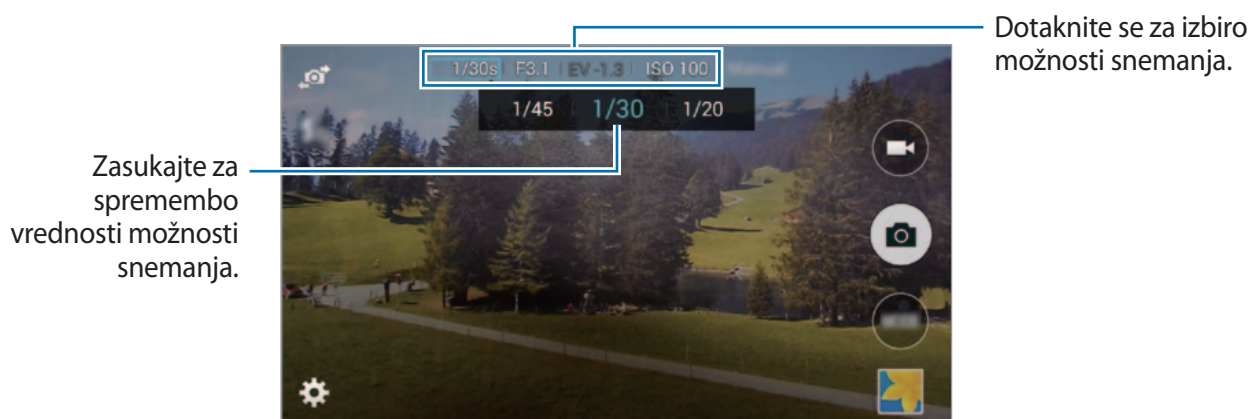 Dotaknite se za izbiro
možnosti snemanja.
1/30s F3.1 EV -1.3 ISO 100
1/45 1/30 1/20
Zasukajte za
spremembo
vrednosti možnosti
snemanja.